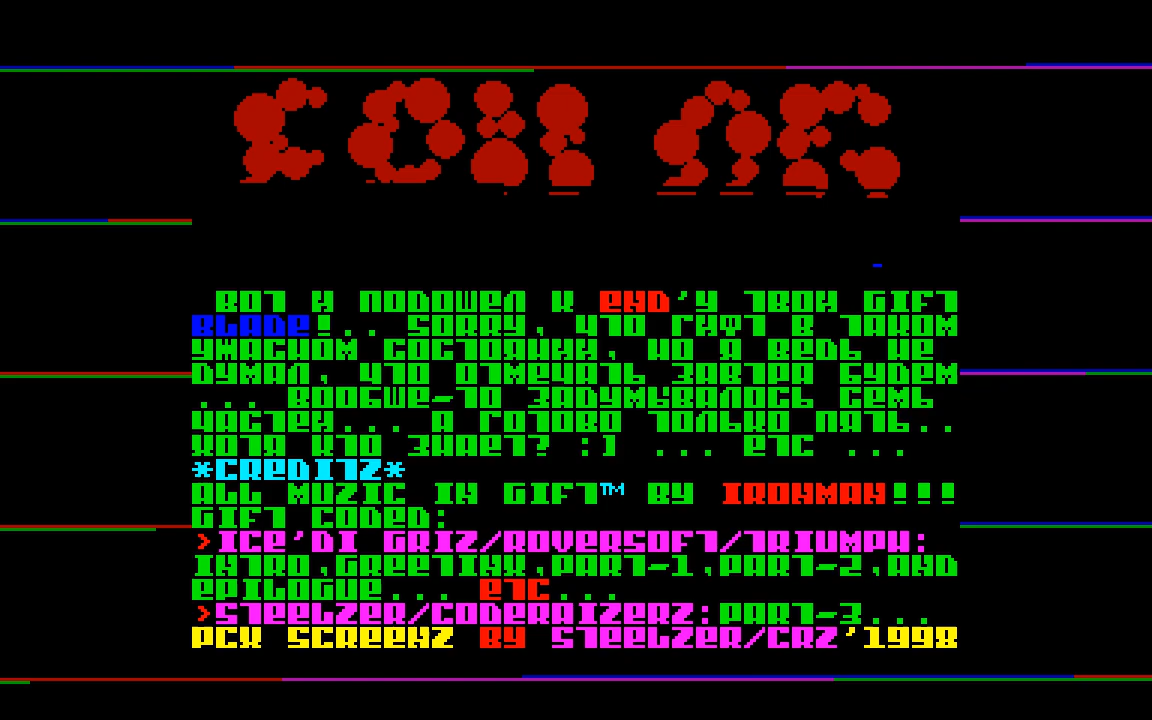 ВОТ И ПОДОШЕЛ К END'У ТВОЙ GIFT
BLADE!.. SORRY, ЧТО ГИФТ В ТАКОМ
УЖАСНОМ СОСТОЯНИИ, НО Я ВЕДЬ НЕ
ДУМАЛ, ЧТО ОТМЕЧАТЬ ЗАВТРА БУДЕМ
... ВООБШЕ-ТО ЗАДУМЫВАЛОСЬ СЕМЬ
ЧАСТЕЙ... А ГОТОВО ТОЛЬКО ПЯТЬ..
ХОТЯ КТО ЗНАЕТ? :) ... ETC ...
*CREDITZ*
ALL MUZIC IN GIFT™ BY IRONMAN!!!
GIFT CODED:
>ICE'DI GRIZ/ROVERSOFT/TRIUMPH:
INTRO,GREETINX,PART-1,PART-2,AND
EPILOGUE... ETC...
>STEELZER/CODERAIZERZ:PART-3...
PCX SCREENZ BY STEELZER/CRZ'1998